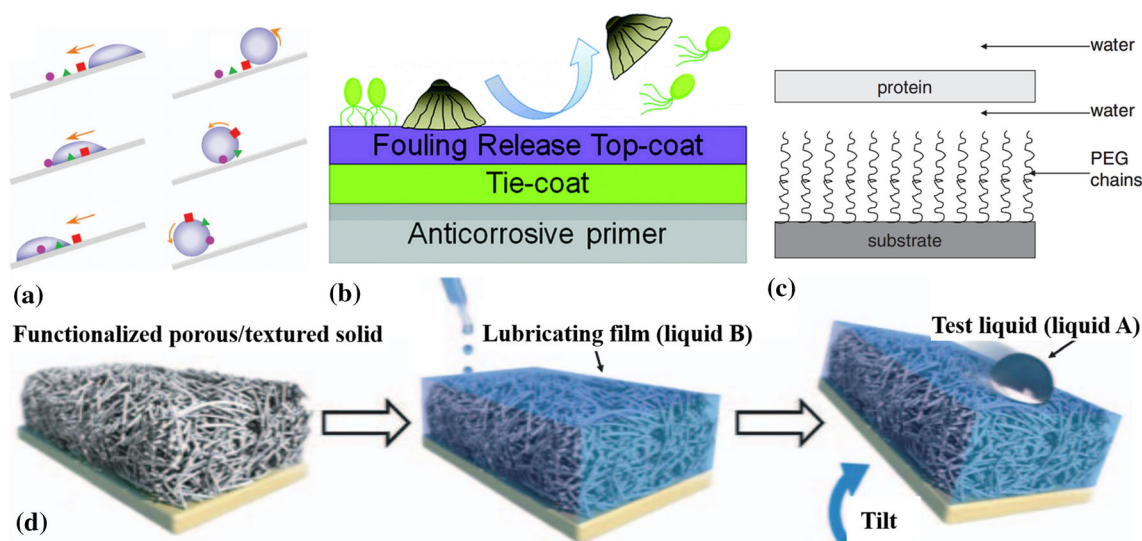 (a)
Fouling Release Top-coat
Tie-coat
Anticorrosive primer
(b)
water
protein
water
PEG
chains
substrate
(c)
Functionalized porous/textured solid
Lubricating film (liquid B)
Test liquid (liquid A)
(d)
Tilt